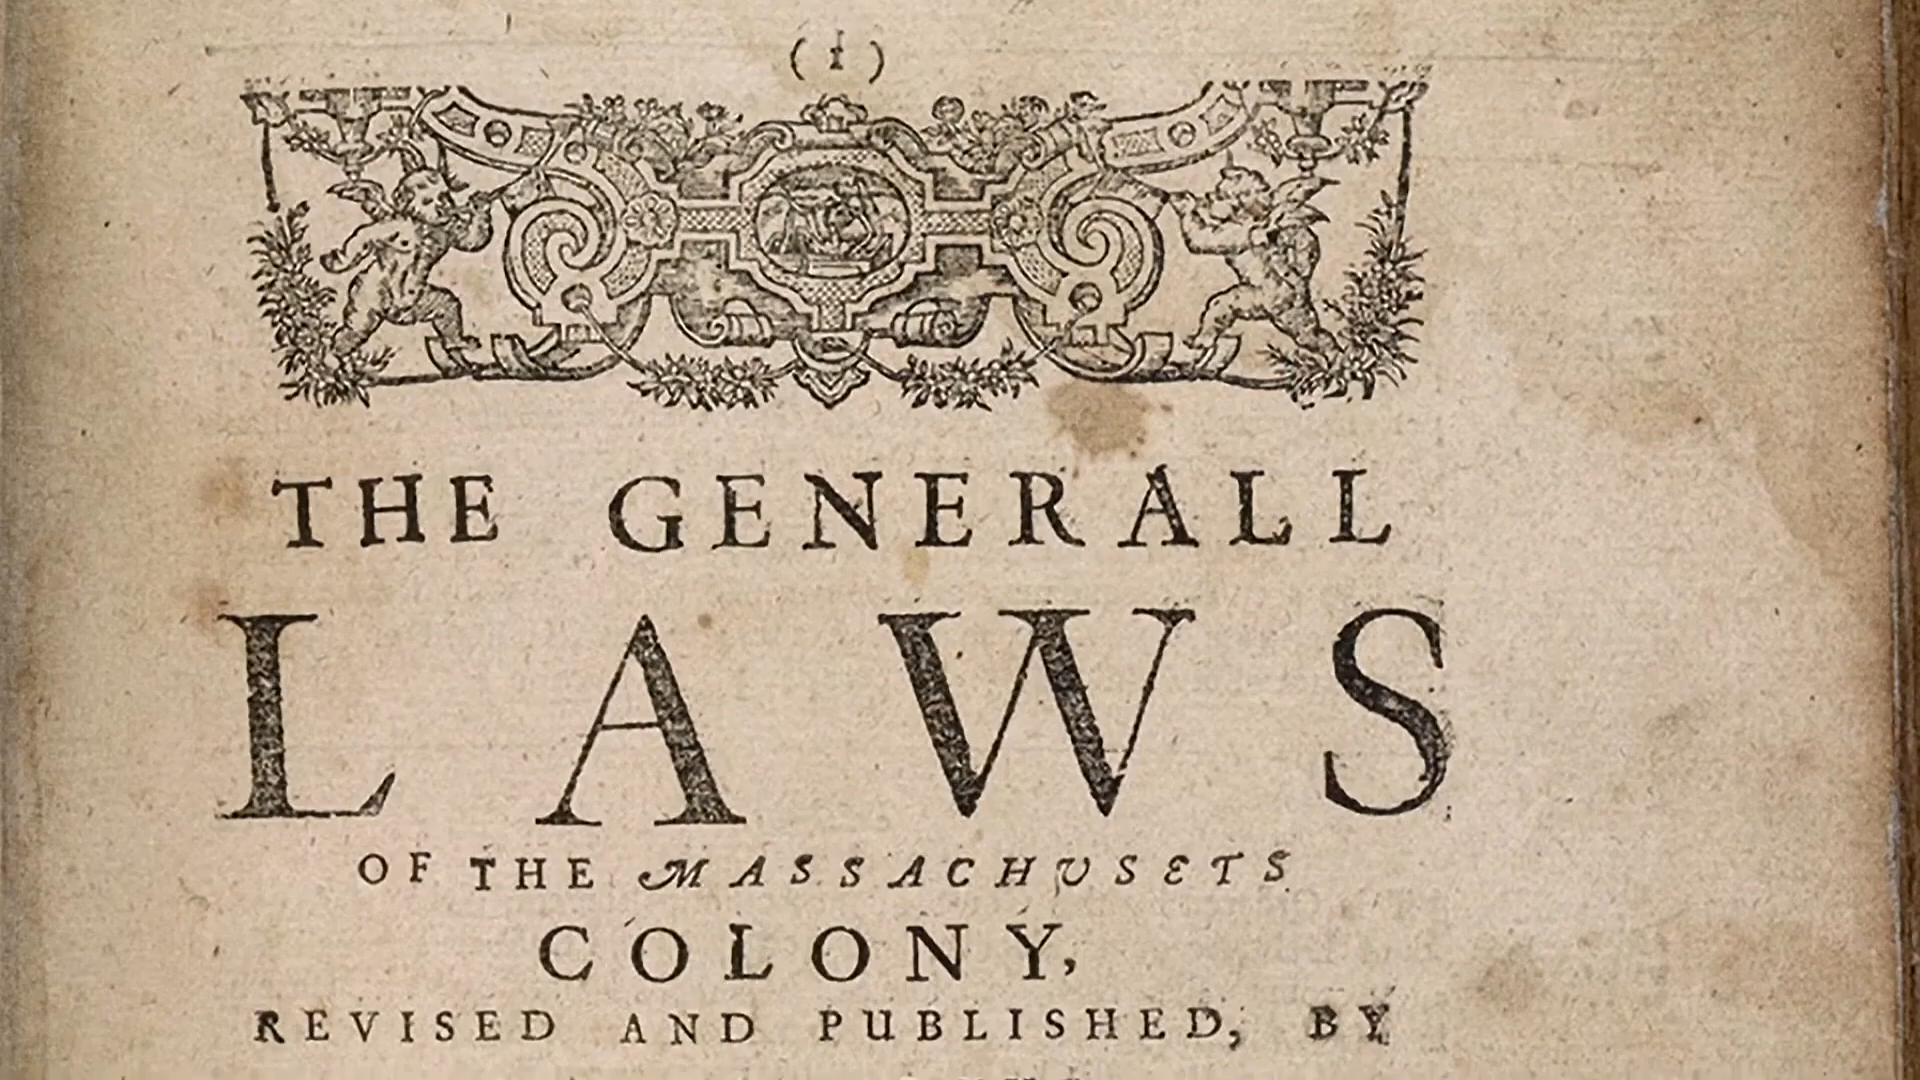 (1)
THE GENERALL
LAWS
OF THE MASSACHUSETS
COLONY,
REVISED AND PUBLISHED, BY